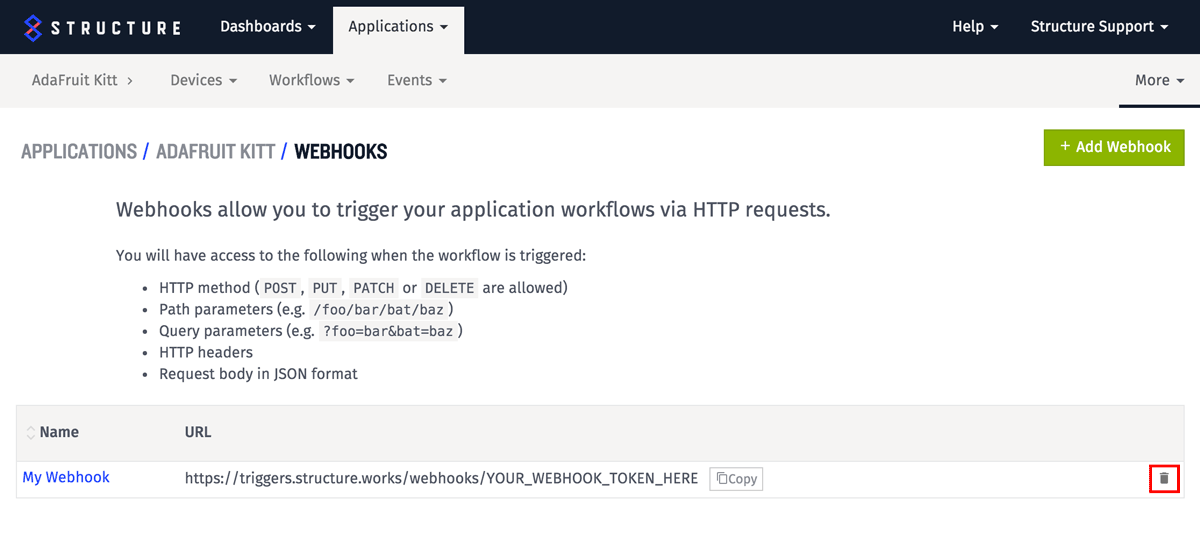 STRUCTURE Dashboards Applications Help Structure Support
AdaFruit Kitt > Devices Workflows Events More
APPLICATIONS / ADAFRUIT KITT / WEBHOOKS + Add Webhook
Webhooks allow you to trigger your application workflows via HTTP requests.
You will have access to the following when the workflow is triggered:
• HTTP method ( POST , PUT , PATCH or DELETE are allowed)
• Path parameters (e.g. /foo/bar/bat/baz )
• Query parameters (e.g. ?foo=bar&bat=baz )
• HTTP headers
• Request body in JSON format
Name URL
My Webhook https://triggers.structure.works/webhooks/YOUR_WEBHOOK_TOKEN_HERE Copy